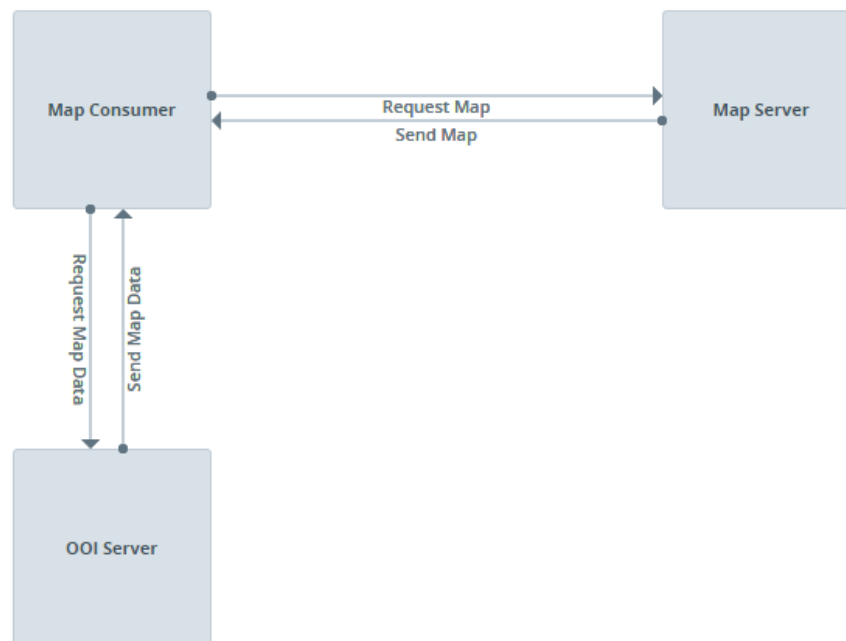 Map Consumer
Request Map
Send Map
Map Server
Request Map Data
Send Map Data
OOI Server